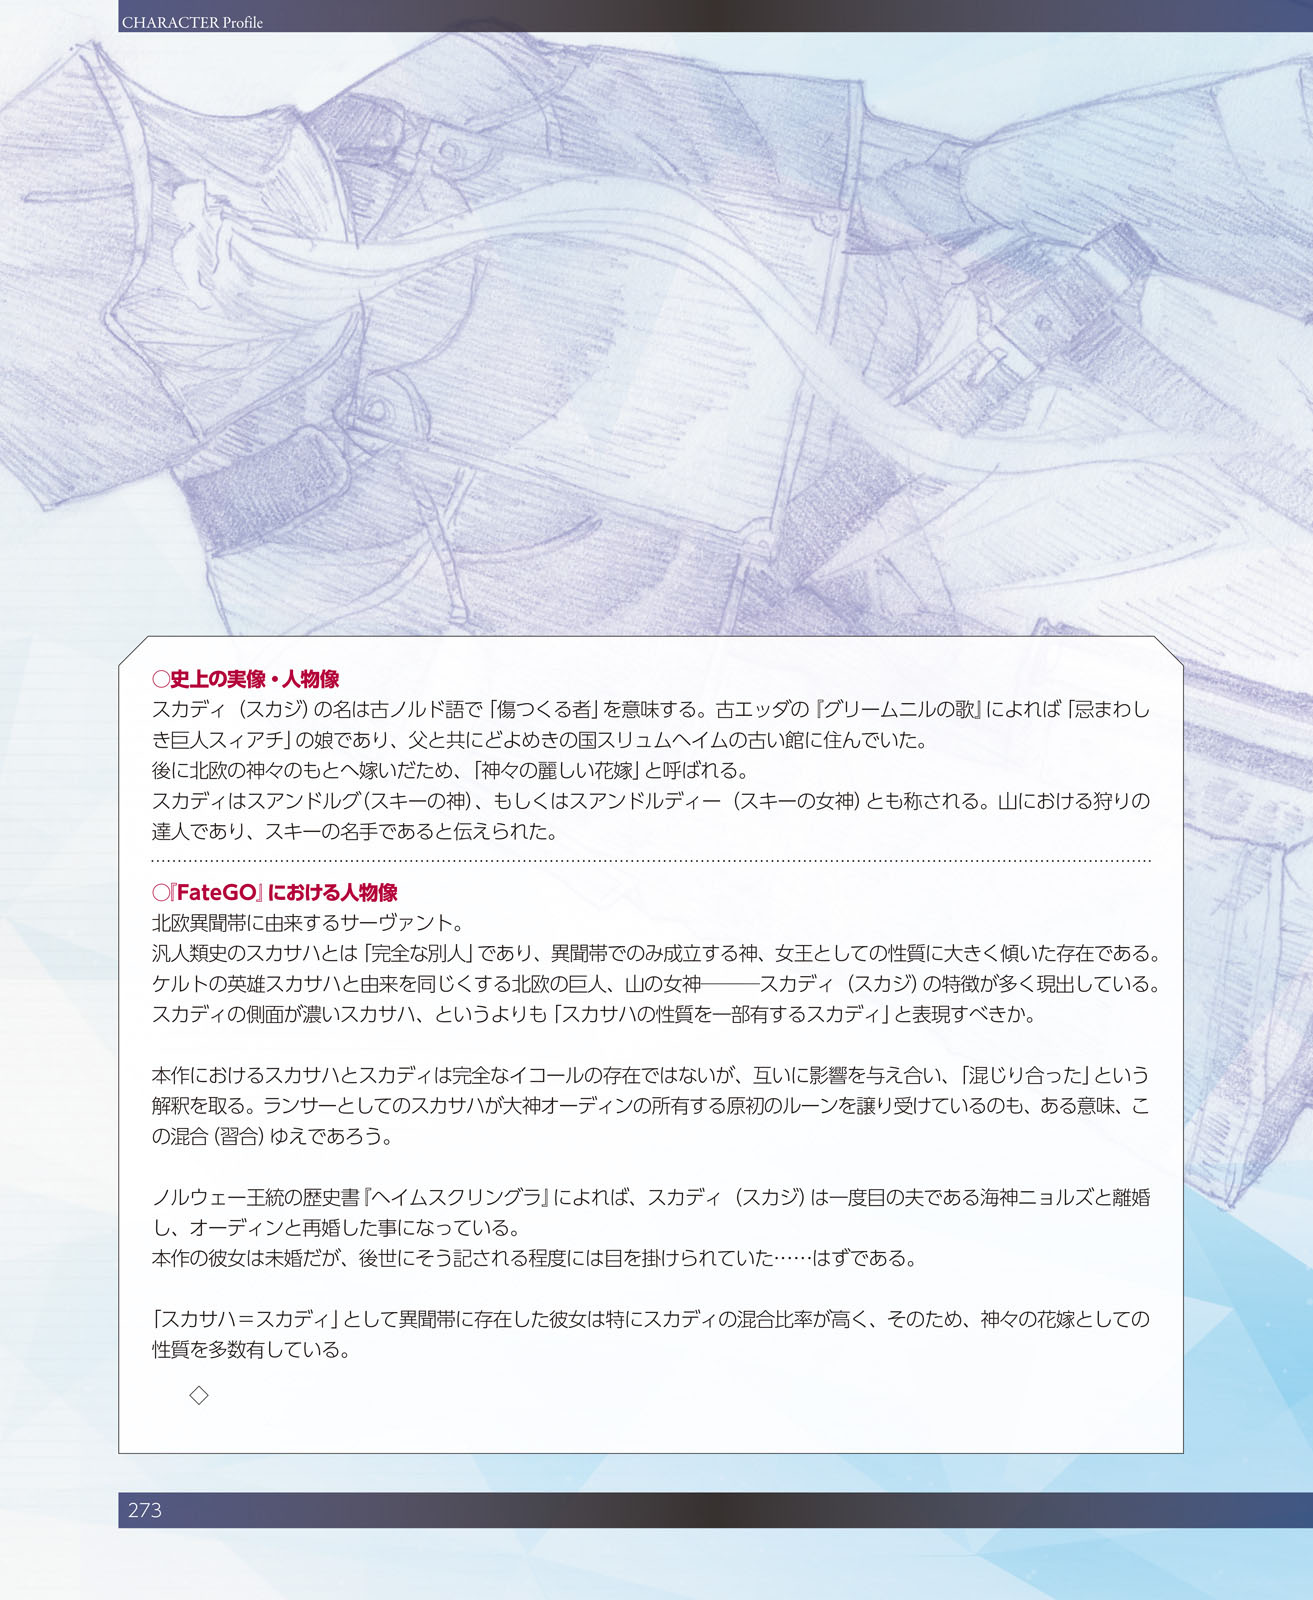 CHARACTER Profile
○史上の実像・人物像
スカディ（スカジ）の名は古ノルド語で「傷つくる者」を意味する。古エッダの『グリームニルの歌』によれば「忌まわし
き巨人スィアチ」の娘であり、父と共にどよめきの国スリュムヘイムの古い館に住んでいた。
後に北欧の神々のもとへ嫁いだため、「神々の麗しい花嫁」と呼ばれる。
スカディはスアンドルグ（スキーの神）、もしくはスアンドルディー（スキーの女神）とも称される。山における狩りの
達人であり、スキーの名手であると伝えられた。
○『FateGO』における人物像
北欧異聞帯に由来するサーヴァント。
汎人類史のスカサハとは「完全な別人」であり、異聞帯でのみ成立する神、女王としての性質に大きく傾いた存在である。
ケルトの英雄スカサハと由来を同じくする北欧の巨人、山の女神―――スカディ（スカジ）の特徴が多く現出している。
スカディの側面が濃いスカサハ、というよりも「スカサハの性質を一部有するスカディ」と表現すべきか。
本作におけるスカサハとスカディは完全なイコールの存在ではないが、互いに影響を与え合い、「混じり合った」という
解釈を取る。ランサーとしてのスカサハが大神オーディンの所有する原初のルーンを譲り受けているのも、ある意味、こ
の混合（習合）ゆえであろう。
ノルウェー王統の歴史書『ヘイムスクリングラ』によれば、スカディ（スカジ）は一度目の夫である海神ニョルズと離婚
し、オーディンと再婚した事になっている。
本作の彼女は未婚だが、後世にそう記される程度には目を掛けられていた……はずである。
「スカサハ＝スカディ」として異聞帯に存在した彼女は特にスカディの混合比率が高く、そのため、神々の花嫁としての
性質を多数有している。
◇
273